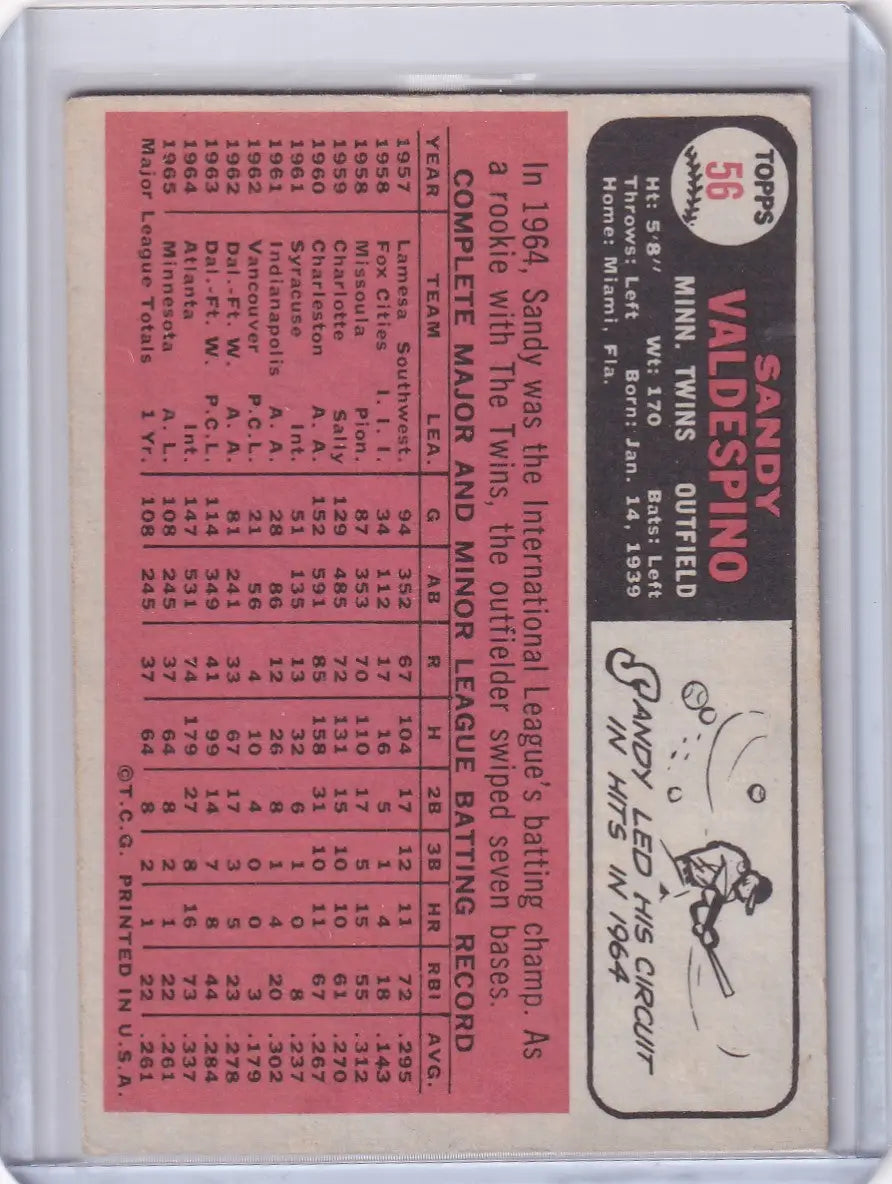 TOPPS
56
SANDY
VALDESPINO
MINN. TWINS OUTFIELD
Ht: 5'8" Wt: 170 Bats: Left
Throws: Left Born: Jan. 14, 1939
Home: Miami, Fla.
SANDY LED HIS CIRCUIT
IN HITS IN 1964
In 1964, Sandy was the International League's batting champ. As
a rookie with The Twins, the outfielder swiped seven bases.
COMPLETE MAJOR AND MINOR LEAGUE BATTING RECORD
YEAR TEAM LEA. G AB R H 2B 3B HR RBI AVG.
1957 Lamesa Southwest. 94 352 67 104 17 12 11 72 .295
1958 Fox Cities I. I. I. 34 112 17 16 5 1 4 18 .143
1958 Missoula Pion. 87 353 70 110 17 5 15 55 .312
1959 Charlotte Sally 129 485 72 131 15 10 10 61 .270
1960 Charleston A. A. 152 591 85 158 31 10 11 67 .267
1961 Syracuse Int. 51 135 13 32 6 1 0 8 .237
1961 Indianapolis A. A. 28 86 12 26 8 1 4 20 .302
1962 Vancouver P.C.L. 21 56 4 10 4 0 0 3 .179
1962 Dal.-Ft. W. A. A. 81 241 33 67 17 3 5 23 .278
1963 Dal.-Ft. W. P.C.L. 114 349 41 99 14 7 8 44 .284
1964 Atlanta Int. 147 531 74 179 27 8 16 73 .337
1965 Minnesota A. L. 108 245 37 64 8 2 1 22 .261
Major League Totals 1 Yr. 108 245 37 64 8 2 1 22 .261
©T.C.G. PRINTED IN U.S.A.